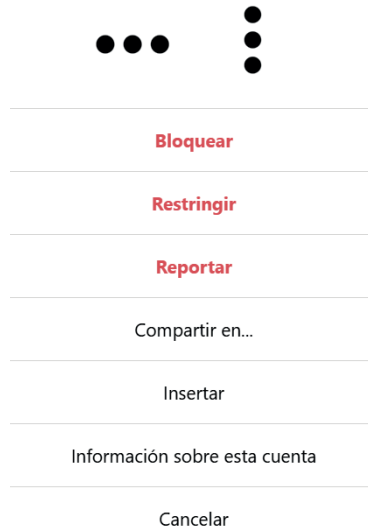 Bloquear
Restringir
Reportar
Compartir en...
Insertar
Información sobre esta cuenta
Cancelar